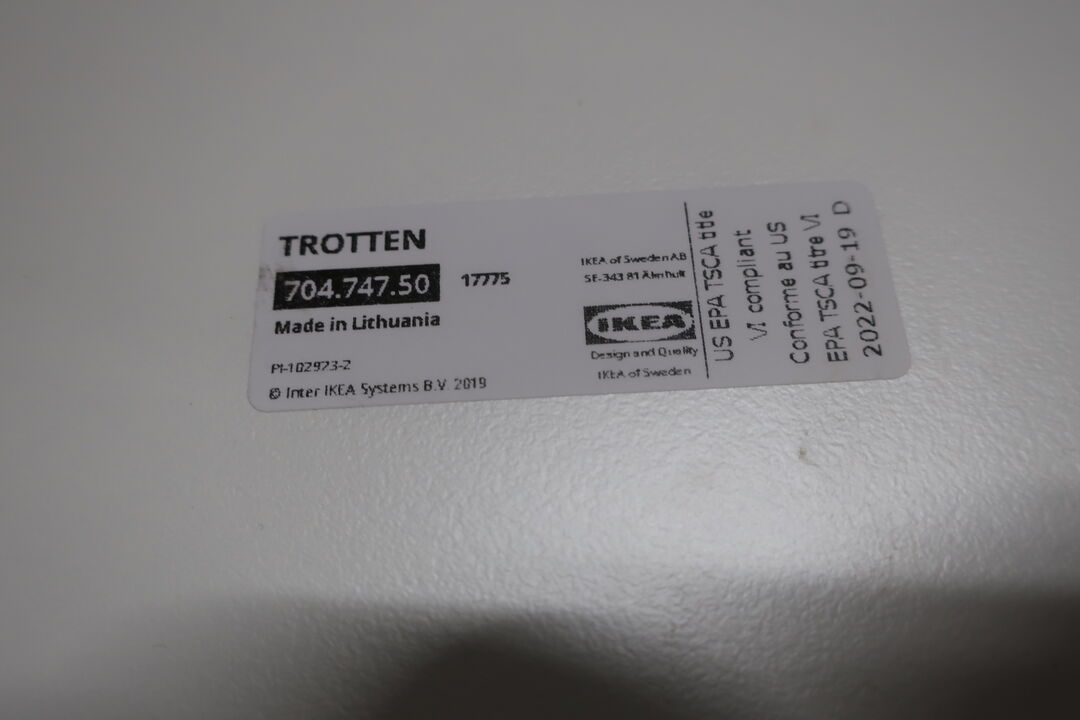 TROTTEN
704.747.50 17775
Made in Lithuania
PI-102923-2
© Inter IKEA Systems B.V. 2019
IKEA of Sweden AB
SE-343 81 Älmhult
IKEA
Design and Quality
IKEA of Sweden
US EPA TSCA title
VI compliant
Conforme au US
EPA TSCA titre VI
2022-09-19 D